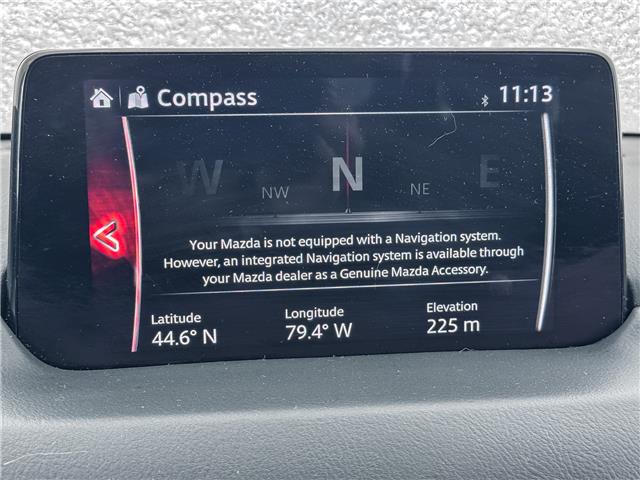 Compass 11:13
W NW N NE E
Your Mazda is not equipped with a Navigation system.
However, an integrated Navigation system is available through
your Mazda dealer as a Genuine Mazda Accessory.
Latitude Longitude Elevation
44.6° N 79.4° W 225 m